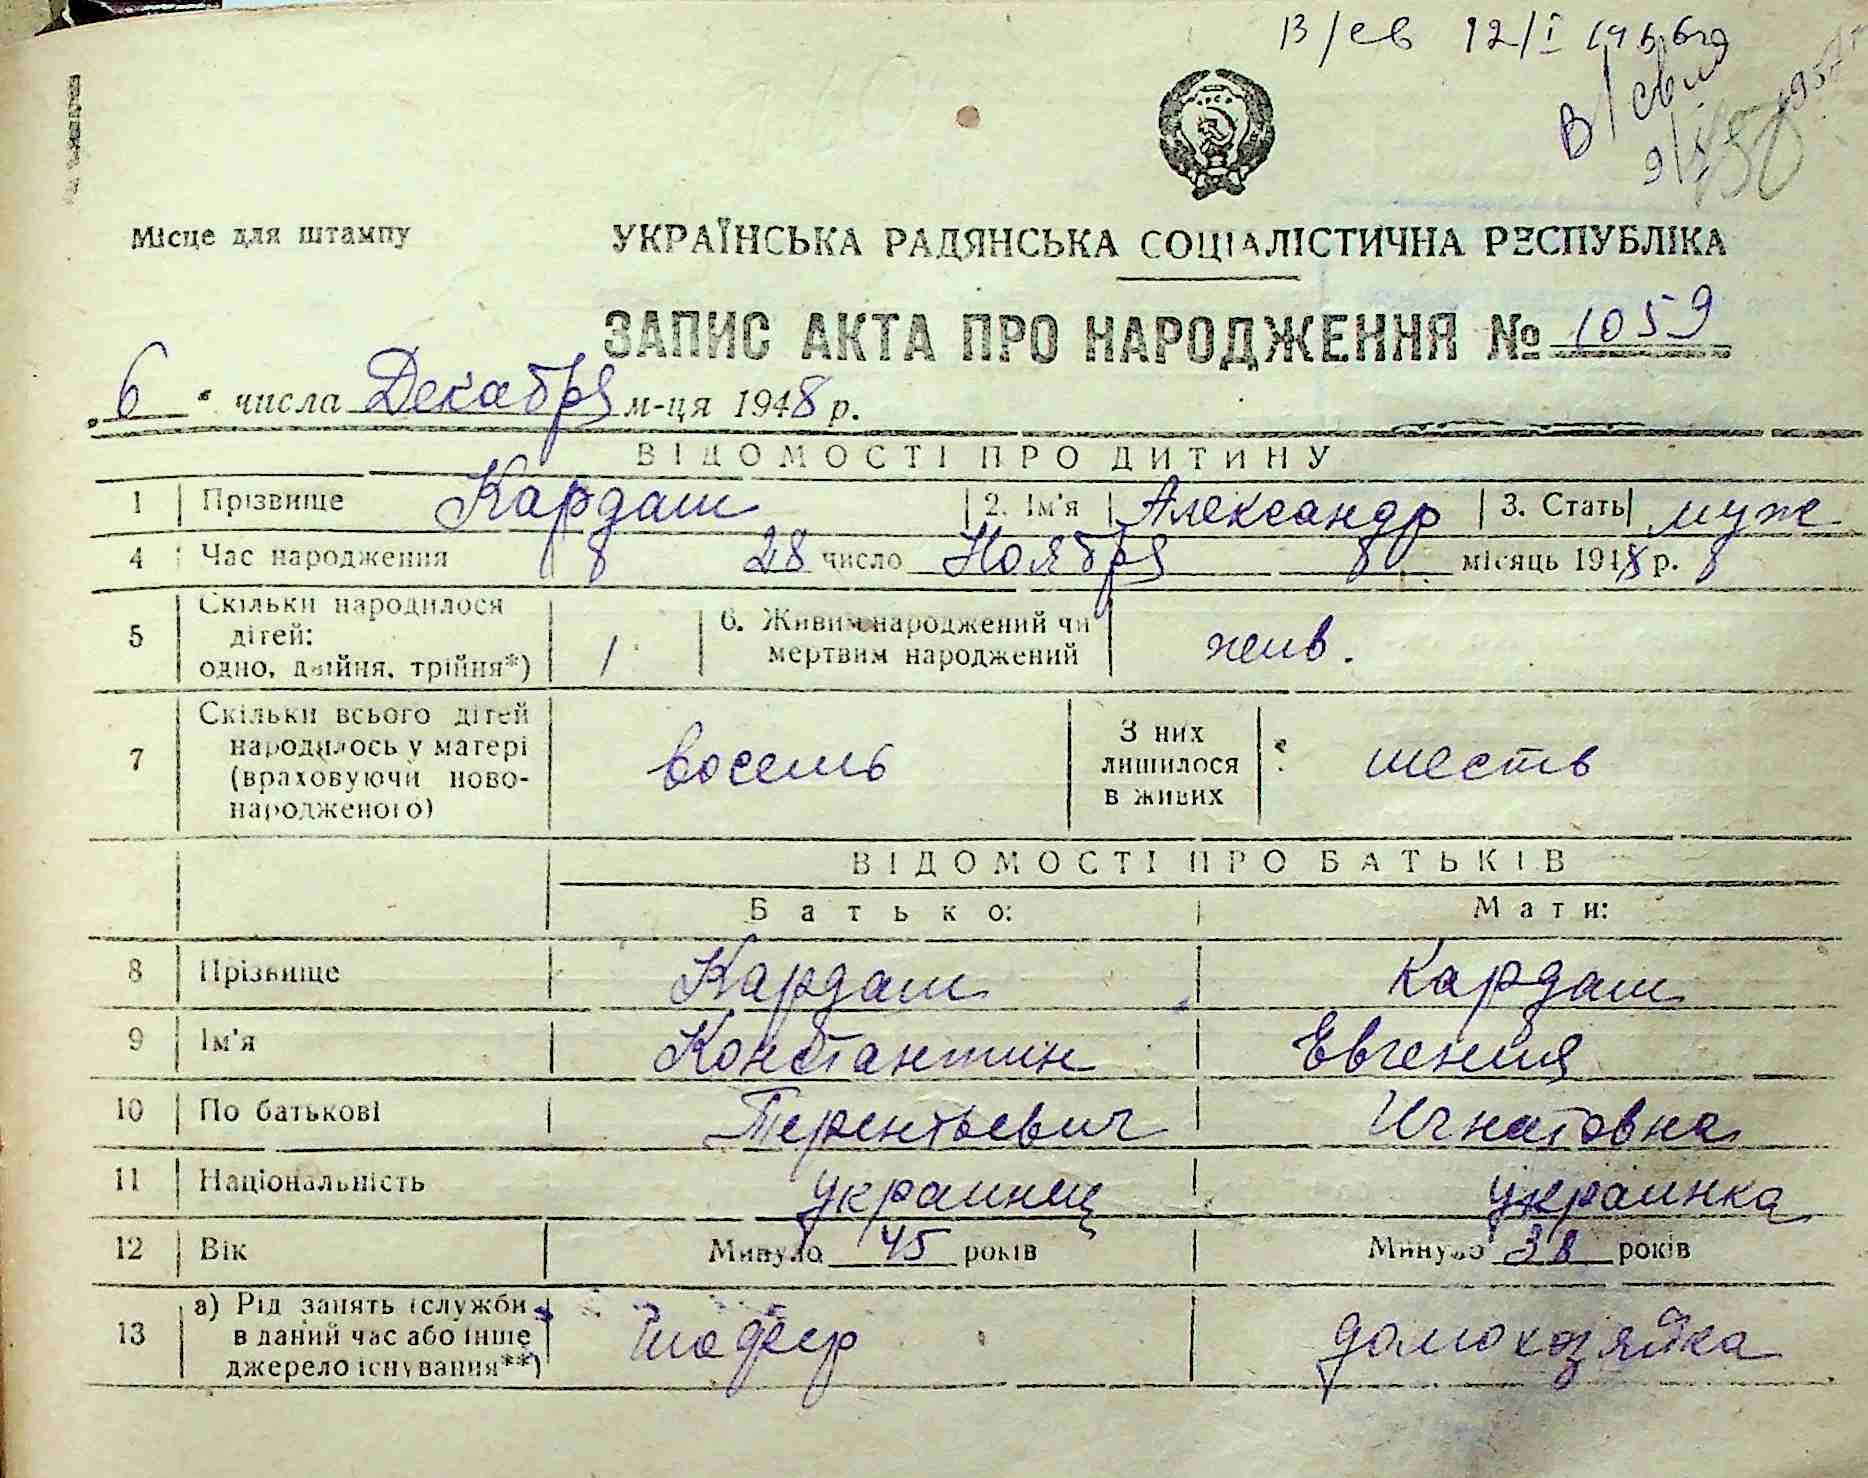 В/св 12/I 1966г
В/свид
Місце для штампу
УКРАЇНСЬКА РАДЯНСЬКА СОЦІАЛІСТИЧНА РЕСПУБЛІКА
ЗАПИС АКТА ПРО НАРОДЖЕННЯ № 1059
„6“ числа Декабря м-ця 1948 р.
ВІДОМОСТІ ПРО ДИТИНУ
1 Прізвище Кардаш 2. Ім'я Александр 3. Стать муж
4 Час народження 28 число Ноября місяць 1948 р.
5 Скільки народилося
дітей:
одно, двійня, трійня*) 1
6. Живим народжений чи
мертвим народжений жив.
7 Скільки всього дітей
народилось у матері
(враховуючи ново-
народженого) восемь
З них
лишилося
в живих шесть
ВІДОМОСТІ ПРО БАТЬКІВ
Батько: Мати:
8 Прізвище Кардаш Кардаш
9 Ім'я Константин Евгения
10 По батькові Терентьевич Игнатовна
11 Національність украинец украинка
12 Вік Минуло 45 років Минуло 38 років
13 а) Рід занять (служби
в даний час або інше
джерело існування**) шофер домохозяйка